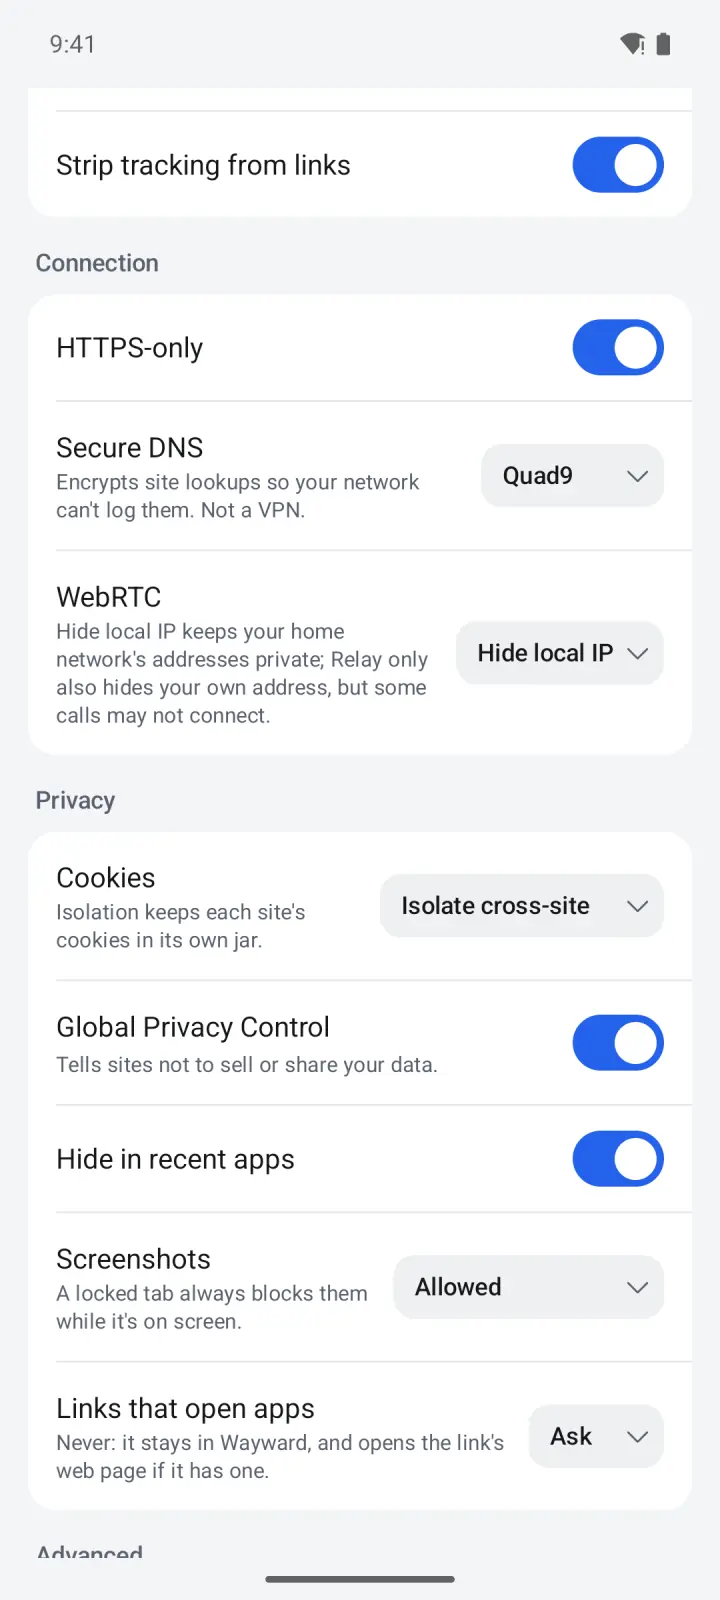 9:41
Strip tracking from links
Connection
HTTPS-only
Secure DNS
Encrypts site lookups so your network
can't log them. Not a VPN.
Quad9
WebRTC
Hide local IP keeps your home
network's addresses private; Relay only
also hides your own address, but some
calls may not connect.
Hide local IP
Privacy
Cookies
Isolation keeps each site's
cookies in its own jar.
Isolate cross-site
Global Privacy Control
Tells sites not to sell or share your data.
Hide in recent apps
Screenshots
A locked tab always blocks them
while it's on screen.
Allowed
Links that open apps
Never: it stays in Wayward, and opens the link's
web page if it has one.
Ask
Advanced